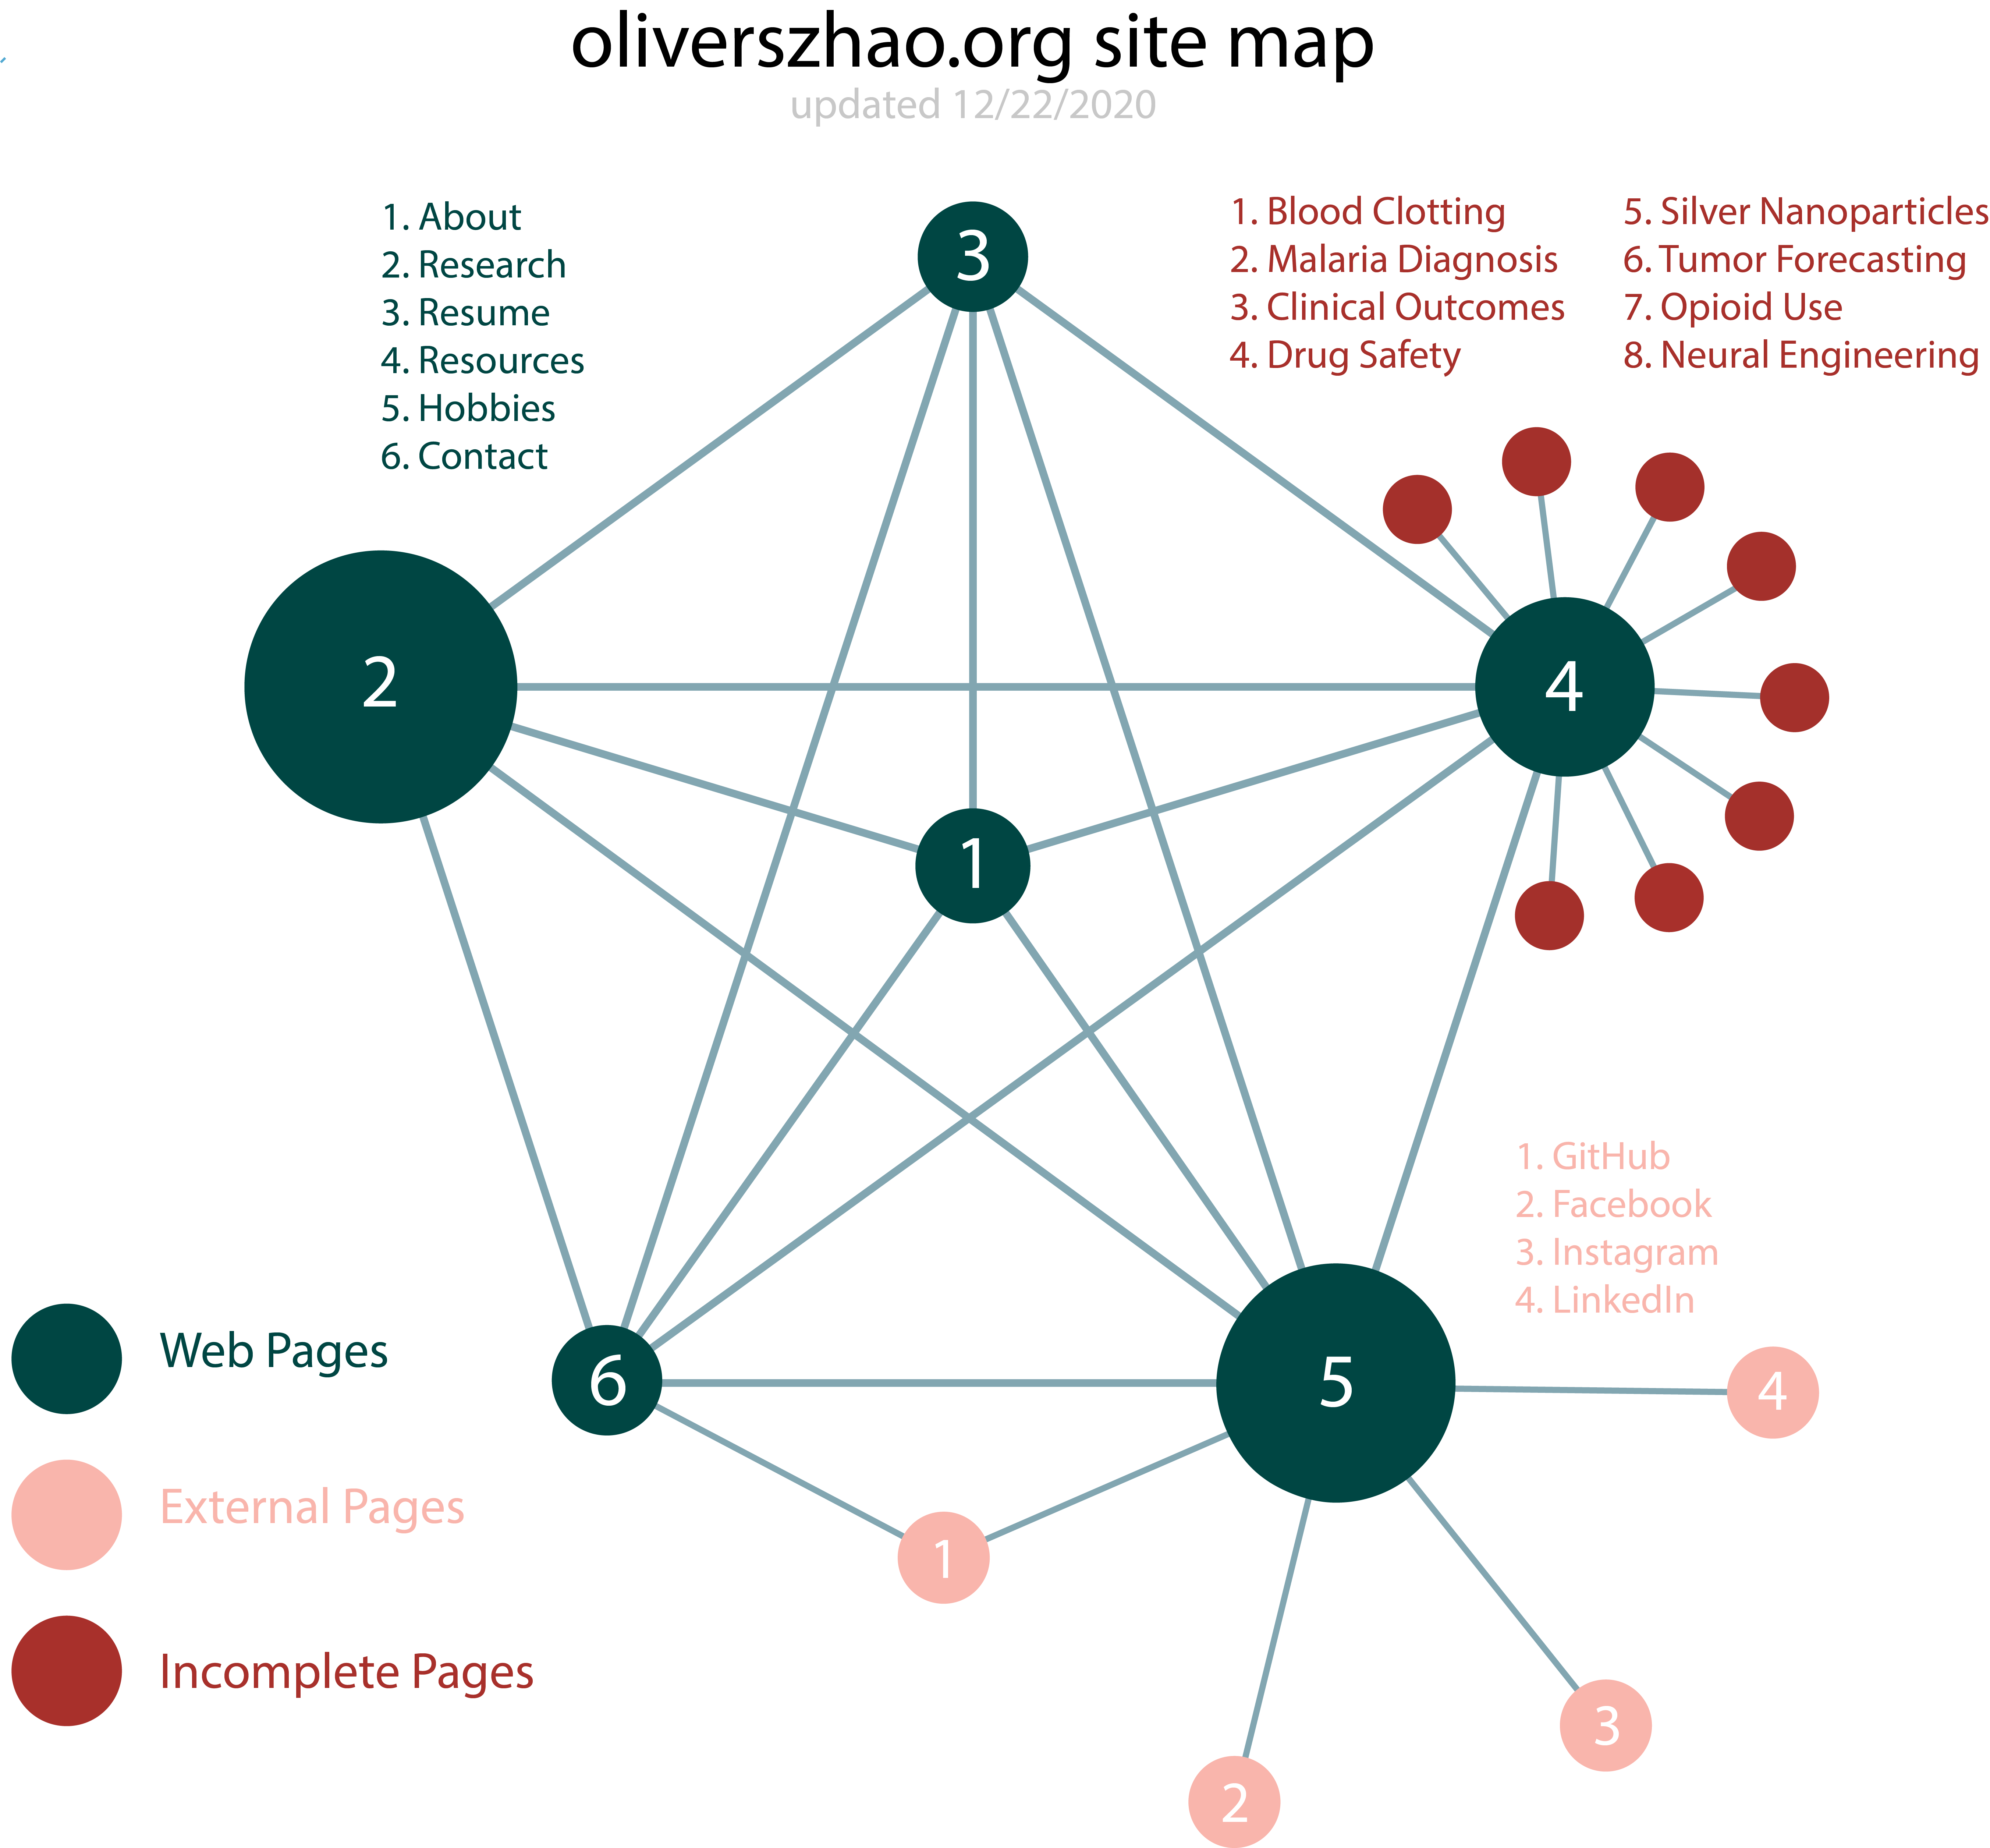 oliverszhao.org site map
updated 12/22/2020
1. About
2. Research
3. Resume
4. Resources
5. Hobbies
6. Contact
1. Blood Clotting
2. Malaria Diagnosis
3. Clinical Outcomes
4. Drug Safety
5. Silver Nanoparticles
6. Tumor Forecasting
7. Opioid Use
8. Neural Engineering
3
2
4
1
1. GitHub
2. Facebook
3. Instagram
4. LinkedIn
6
5
4
1
3
2
Web Pages
External Pages
Incomplete Pages